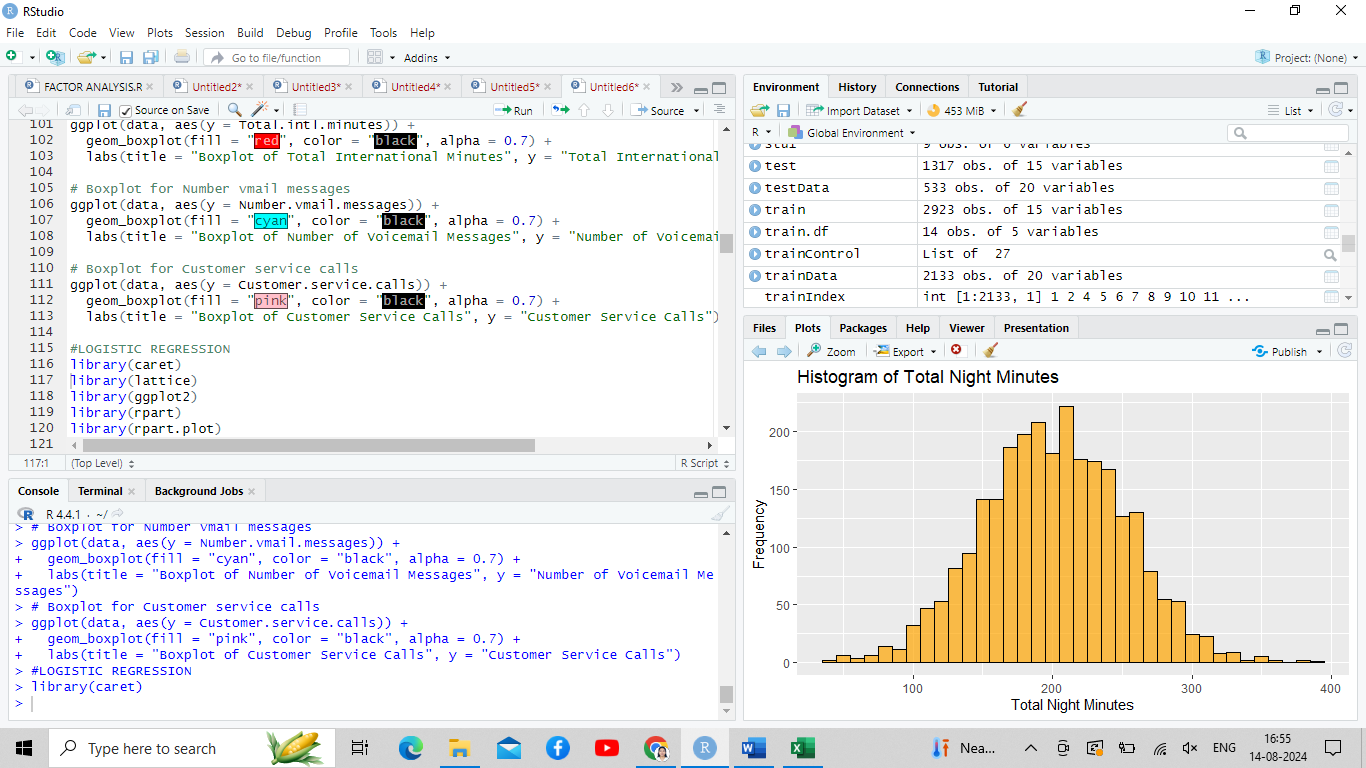 RStudio
File Edit Code View Plots Session Build Debug Profile Tools Help
Go to file/function Addins Project: (None)
FACTOR ANALYSIS.R Untitled2* Untitled3* Untitled4* Untitled5* Untitled6*
Source on Save Run Source
101 ggplot(data, aes(y = Total.intl.minutes)) +
102 geom_boxplot(fill = "red", color = "black", alpha = 0.7) +
103 labs(title = "Boxplot of Total International Minutes", y = "Total International
104
105 # Boxplot for Number vmail messages
106 ggplot(data, aes(y = Number.vmail.messages)) +
107 geom_boxplot(fill = "cyan", color = "black", alpha = 0.7) +
108 labs(title = "Boxplot of Number of Voicemail Messages", y = "Number of Voicemai
109
110 # Boxplot for Customer service calls
111 ggplot(data, aes(y = Customer.service.calls)) +
112 geom_boxplot(fill = "pink", color = "black", alpha = 0.7) +
113 labs(title = "Boxplot of Customer Service Calls", y = "Customer Service Calls")
114
115 #LOGISTIC REGRESSION
116 library(caret)
117 library(lattice)
118 library(ggplot2)
119 library(rpart)
120 library(rpart.plot)
121
117:1 (Top Level) R Script
Console Terminal Background Jobs
R 4.4.1 · ~/
> # Boxplot for Number vmail messages
> ggplot(data, aes(y = Number.vmail.messages)) +
+ geom_boxplot(fill = "cyan", color = "black", alpha = 0.7) +
+ labs(title = "Boxplot of Number of Voicemail Messages", y = "Number of Voicemail Me
ssages")
> # Boxplot for Customer service calls
> ggplot(data, aes(y = Customer.service.calls)) +
+ geom_boxplot(fill = "pink", color = "black", alpha = 0.7) +
+ labs(title = "Boxplot of Customer Service Calls", y = "Customer Service Calls")
> #LOGISTIC REGRESSION
> library(caret)
>
Environment History Connections Tutorial
Import Dataset 453 MiB List
R Global Environment
9 obs. of 6 variables
test 1317 obs. of 15 variables
testData 533 obs. of 20 variables
train 2923 obs. of 15 variables
train.df 14 obs. of 5 variables
trainControl List of 27
trainData 2133 obs. of 20 variables
trainIndex int [1:2133, 1] 1 2 4 5 6 7 8 9 10 11 ...
Files Plots Packages Help Viewer Presentation
Zoom Export Publish
Histogram of Total Night Minutes
200
150
100
50
0
Frequency
100 200 300 400
Total Night Minutes
Type here to search
Nea... ENG 16:55
14-08-2024